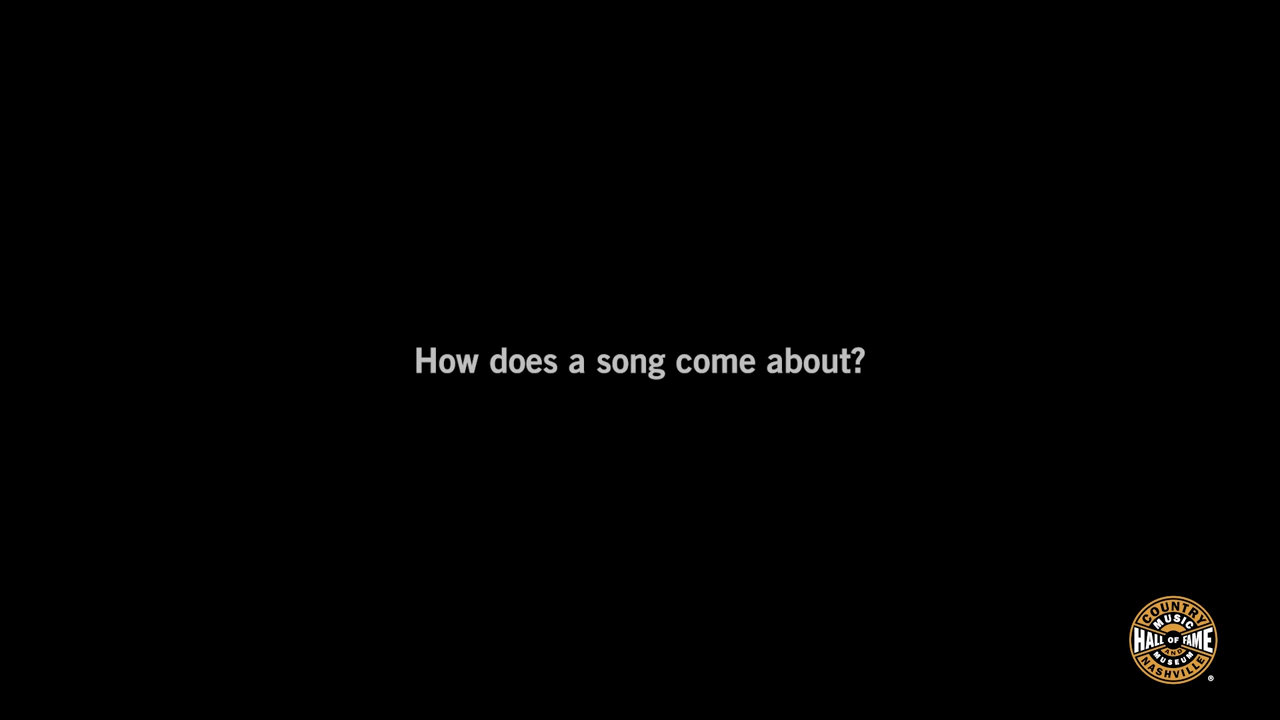 How does a song come about?
COUNTRY
MUSIC
HALL OF FAME
AND
MUSEUM
NASHVILLE
®